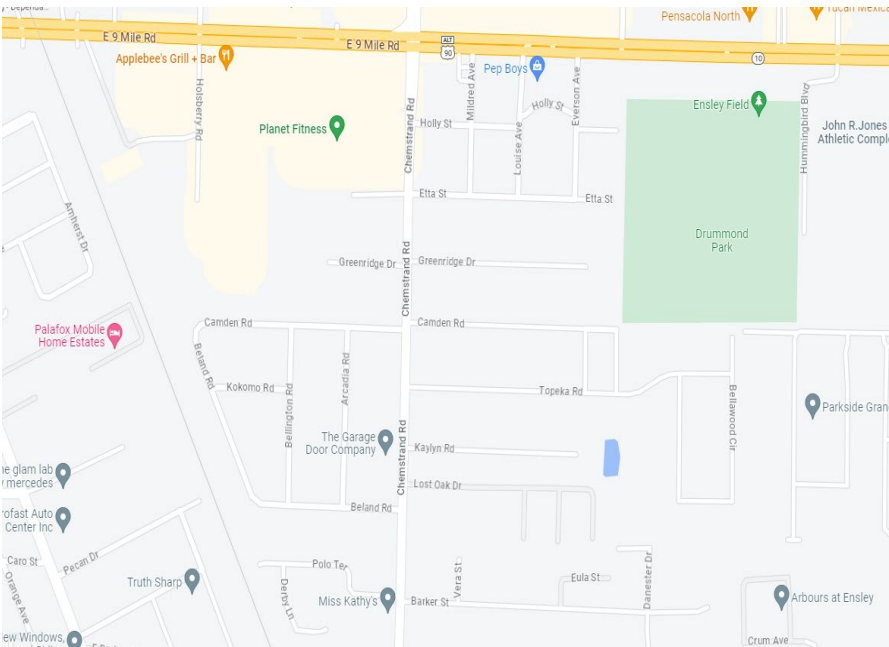 Pensacola North
Tucan Mexica
E 9 Mile Rd
E 9 Mile Rd
ALT
90
10
Applebee's Grill + Bar
Pep Boys
Holsberry Rd
Planet Fitness
Chemstrand Rd
Holly St
Mildred Ave
Louise Ave
Holly St
Everson Ave
Ensley Field
Hummingbird Blvd
John R.Jones
Athletic Comple
Etta St
Etta St
Amherst Dr
Drummond
Park
Greenridge Dr
Greenridge Dr
Chemstrand Rd
Palafox Mobile
Home Estates
Camden Rd
Camden Rd
Beland Rd
Kokomo Rd
Bellington Rd
Arcadia Rd
Topeka Rd
Bellawood Cir
Parkside Gran
The Garage
Door Company
Chemstrand Rd
Kaylyn Rd
Lost Oak Dr
Beland Rd
he glam lab
y mercedes
rofast Auto
Center Inc
Caro St
Pecan Dr
Orange Ave
Truth Sharp
Polo Ter
Derby Ln
Miss Kathy's
Barker St
Vera St
Eula St
Danester Dr
Arbours at Ensley
Crum Ave
ew Windows,